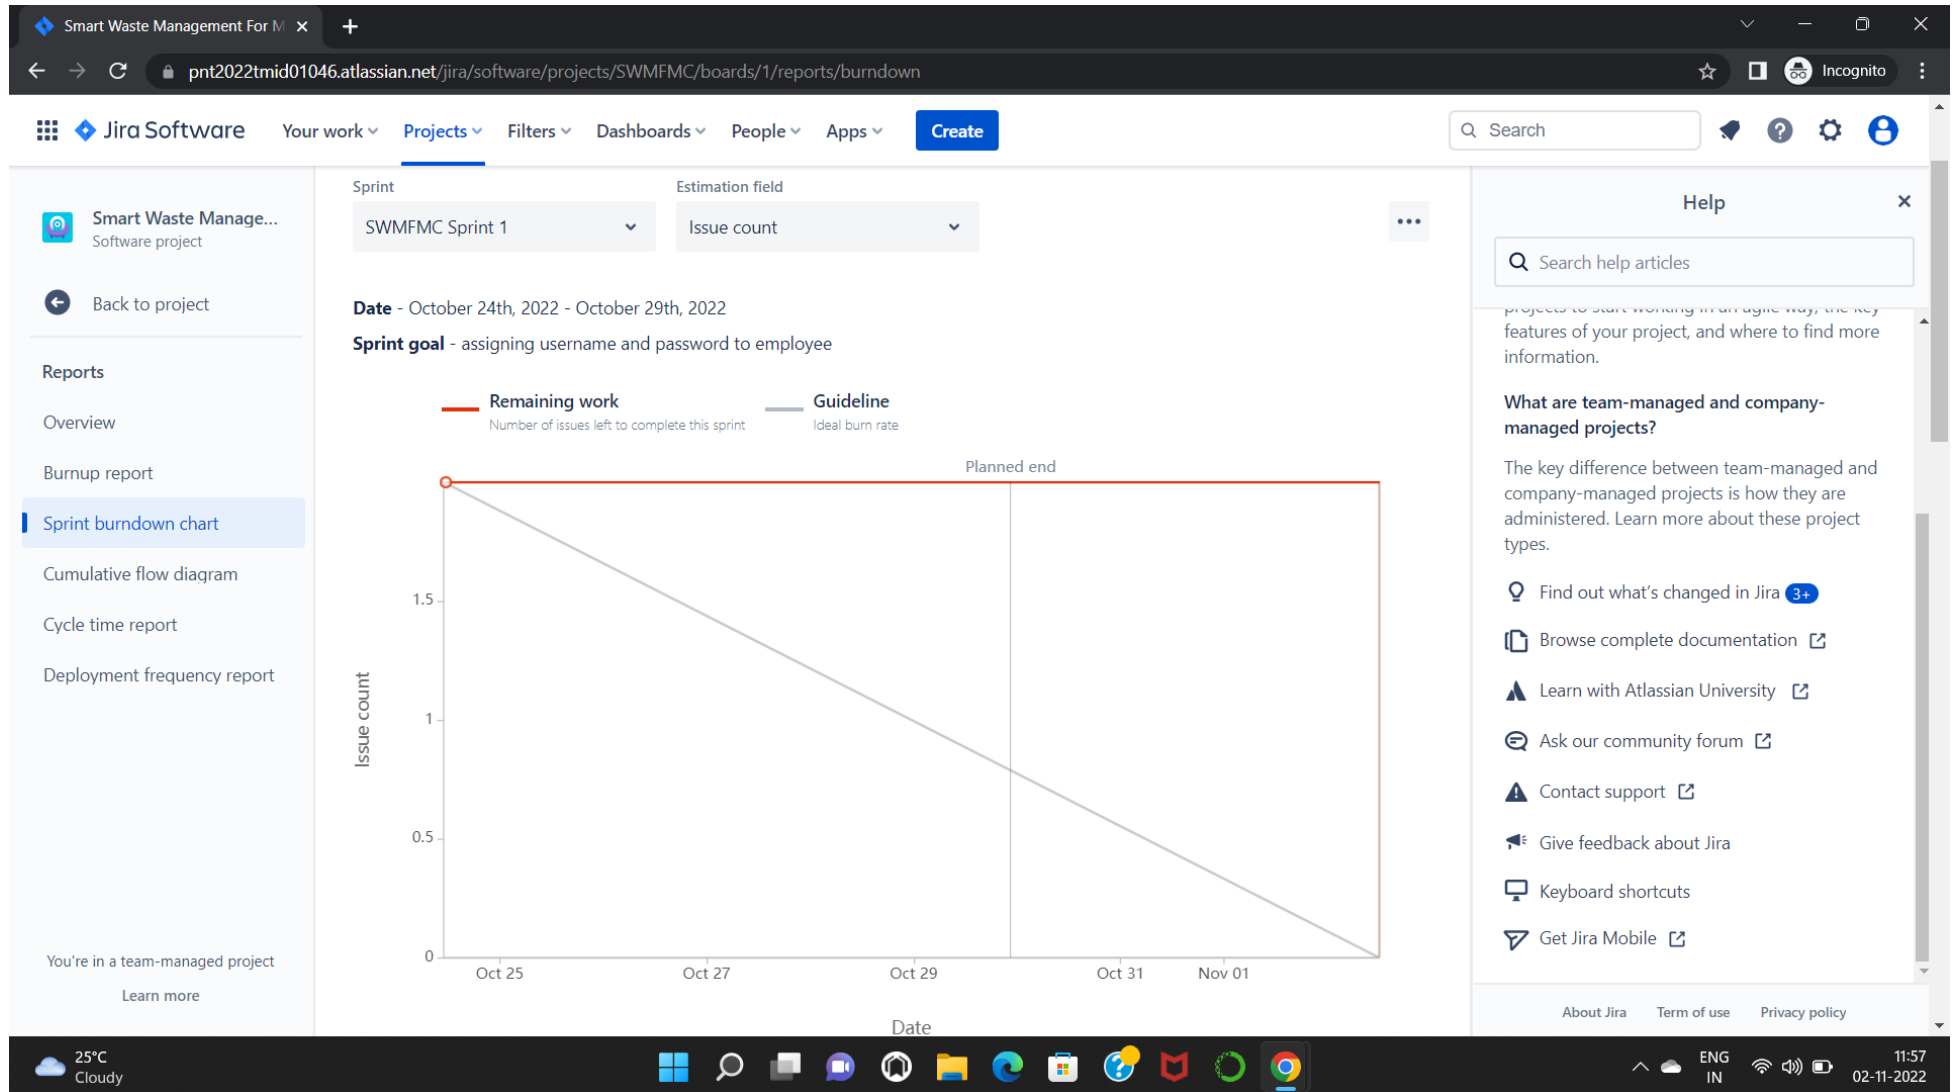 Smart Waste Management For M
pnt2022tmid01046.atlassian.net/jira/software/projects/SWMFMC/boards/1/reports/burndown
Incognito
Jira Software
Your work
Projects
Filters
Dashboards
People
Apps
Create
Search
Smart Waste Manage...
Software project
Back to project
Reports
Overview
Burnup report
Sprint burndown chart
Cumulative flow diagram
Cycle time report
Deployment frequency report
You're in a team-managed project
Learn more
Sprint
SWMFMC Sprint 1
Estimation field
Issue count
Date - October 24th, 2022 - October 29th, 2022
Sprint goal - assigning username and password to employee
Remaining work
Number of issues left to complete this sprint
Guideline
Ideal burn rate
Planned end
1.5
1
0.5
0
Issue count
Oct 25
Oct 27
Oct 29
Oct 31
Nov 01
Date
Help
Search help articles
projects to start working in an agile way, the key
features of your project, and where to find more
information.
What are team-managed and company-
managed projects?
The key difference between team-managed and
company-managed projects is how they are
administered. Learn more about these project
types.
Find out what's changed in Jira 3+
Browse complete documentation
Learn with Atlassian University
Ask our community forum
Contact support
Give feedback about Jira
Keyboard shortcuts
Get Jira Mobile
About Jira
Term of use
Privacy policy
25°C
Cloudy
ENG
IN
11:57
02-11-2022